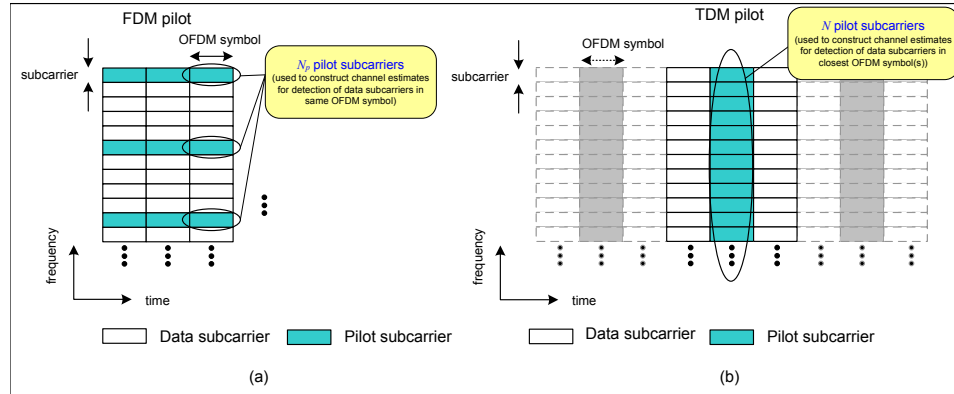 FDM pilot
OFDM symbol
subcarrier
N_p pilot subcarriers
(used to construct channel estimates
for detection of data subcarriers in
same OFDM symbol)
frequency
time
Data subcarrier
Pilot subcarrier
(a)
TDM pilot
OFDM symbol
subcarrier
N pilot subcarriers
(used to construct channel estimates
for detection of data subcarriers in
closest OFDM symbol(s))
frequency
time
Data subcarrier
Pilot subcarrier
(b)